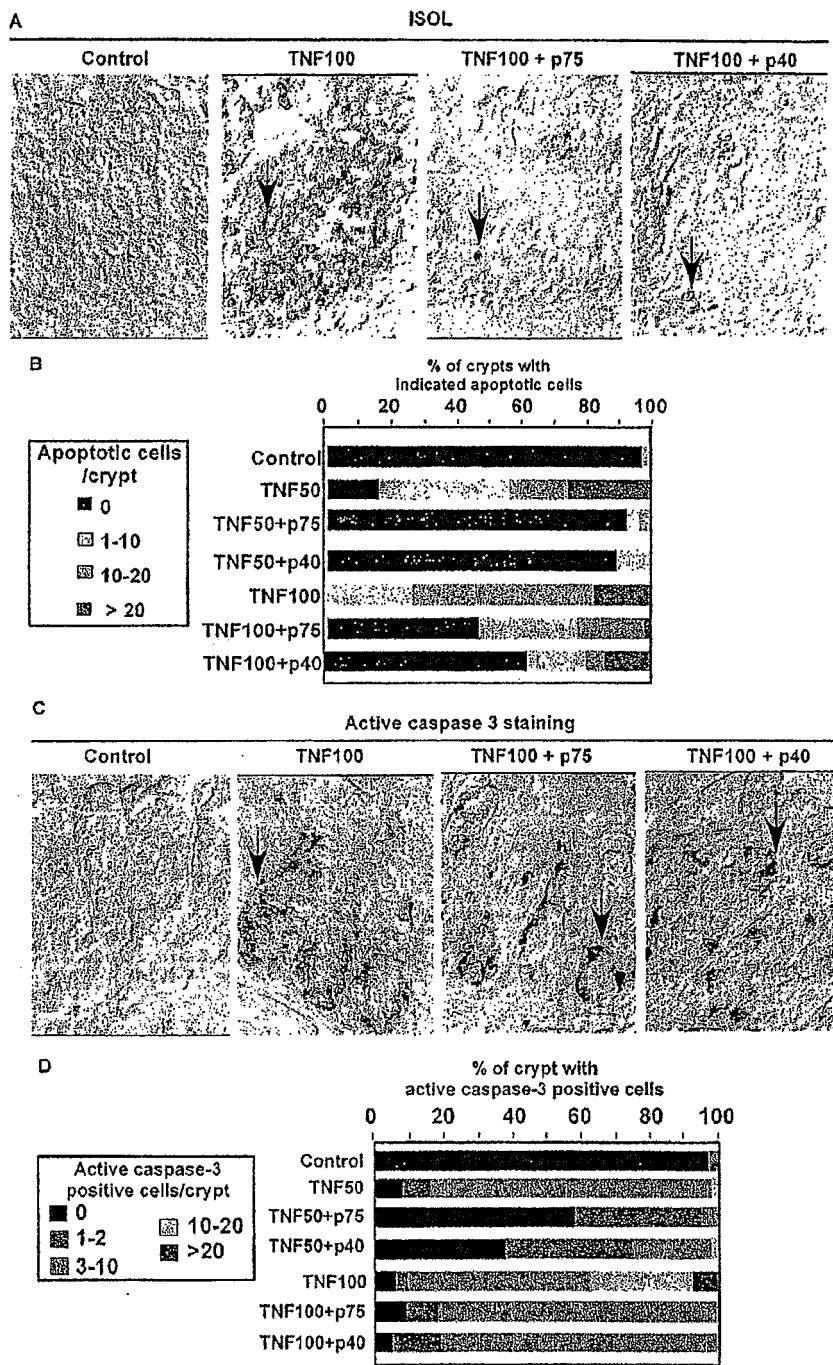 A
ISOL
Control TNF100 TNF100 + p75 TNF100 + p40
B
% of crypts with
indicated apoptotic cells
0 20 40 60 80 100
Apoptotic cells
/crypt
0
1-10
10-20
> 20
Control
TNF50
TNF50+p75
TNF50+p40
TNF100
TNF100+p75
TNF100+p40
C
Active caspase 3 staining
Control TNF100 TNF100 + p75 TNF100 + p40
D
% of crypt with
active caspase-3 positive cells
0 20 40 60 80 100
Active caspase-3
positive cells/crypt
0 10-20
1-2 >20
3-10
Control
TNF50
TNF50+p75
TNF50+p40
TNF100
TNF100+p75
TNF100+p40